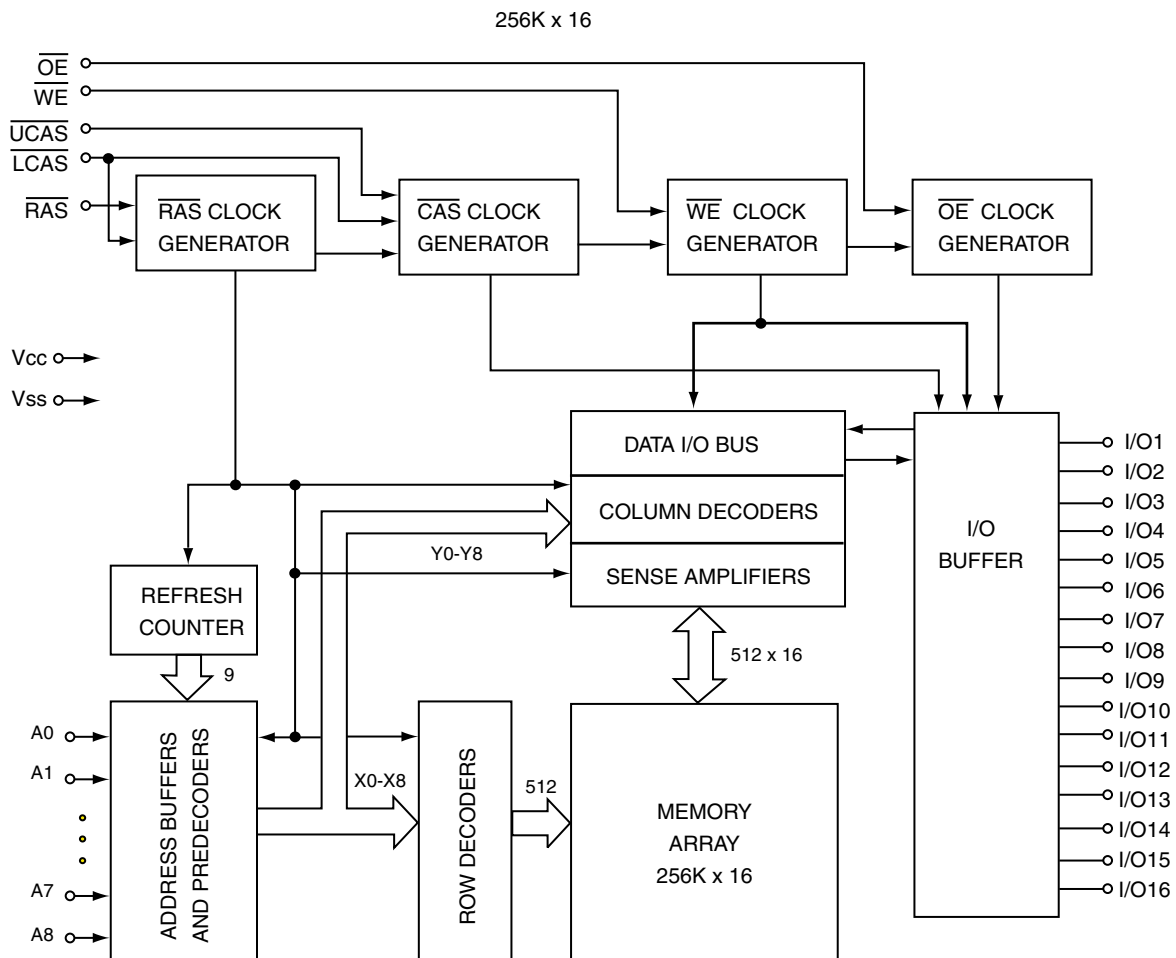 256K x 16
OE
WE
UCAS
LCAS
RAS
RAS CLOCK
GENERATOR
CAS CLOCK
GENERATOR
WE CLOCK
GENERATOR
OE CLOCK
GENERATOR
Vcc
Vss
DATA I/O BUS
COLUMN DECODERS
SENSE AMPLIFIERS
Y0-Y8
REFRESH
COUNTER
9
512 x 16
I/O
BUFFER
I/O1
I/O2
I/O3
I/O4
I/O5
I/O6
I/O7
I/O8
I/O9
I/O10
I/O11
I/O12
I/O13
I/O14
I/O15
I/O16
A0
A1
A7
A8
ADDRESS BUFFERS
AND PREDECODERS
X0-X8
ROW DECODERS
512
MEMORY
ARRAY
256K x 16